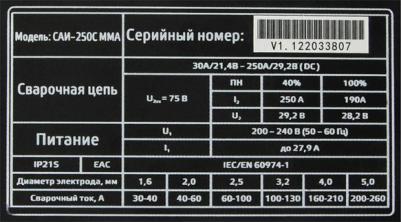 Модель: САИ-250С ММА Серийный номер: V1.122033807
Сварочная цепь 30А/21,4В - 250А/29,2В (DC)
U₂ₓₓ = 75 В ПН 40% 100%
I₂ 250 А 190А
U₂ 29,2 В 28,2 В
Питание U₁ 200 - 240 В (50 - 60 Гц)
I₁ до 27,9 А
IP21S ЕАС IEC/EN 60974-1
Диаметр электрода, мм 1,6 2,0 2,5 3,2 4,0 5,0
Сварочный ток, А 30-40 40-60 60-100 100-130 160-210 200-260